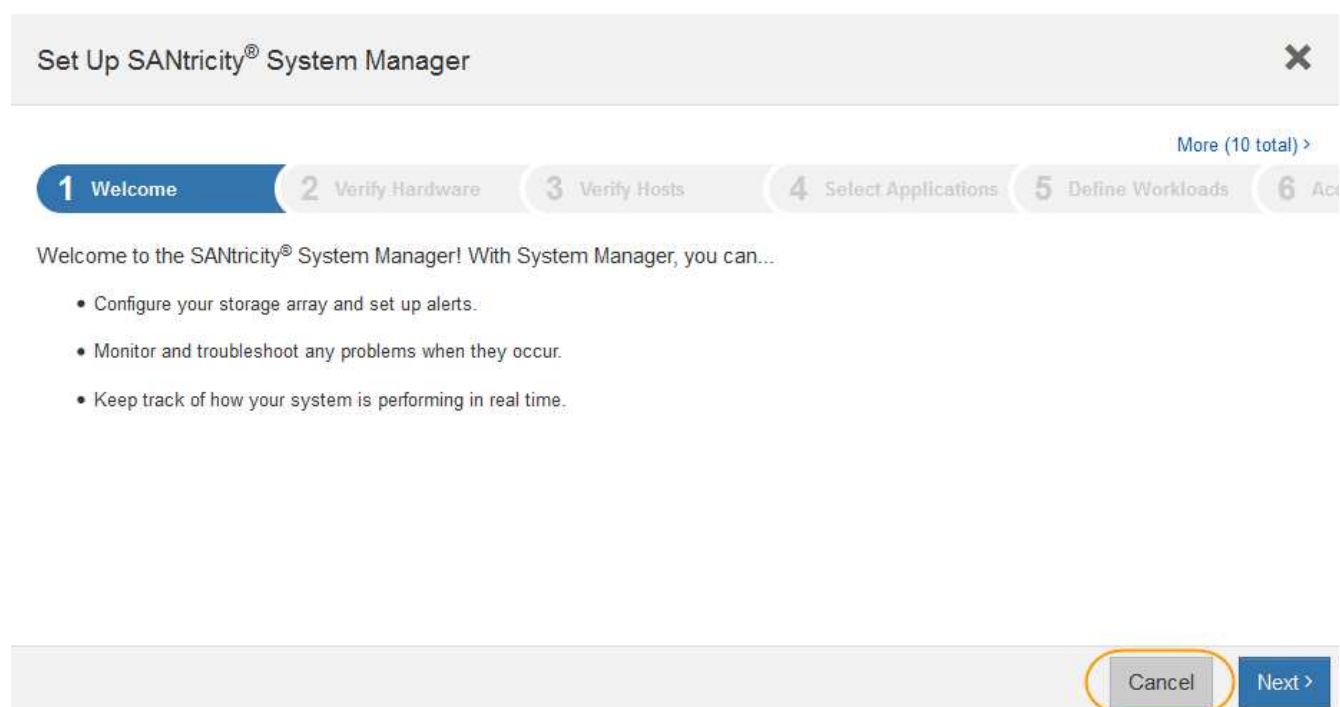 Set Up SANtricity® System Manager
More (10 total) >
1 Welcome
2 Verify Hardware
3 Verify Hosts
4 Select Applications
5 Define Workloads
6
Welcome to the SANtricity® System Manager! With System Manager, you can...
• Configure your storage array and set up alerts.
• Monitor and troubleshoot any problems when they occur.
• Keep track of how your system is performing in real time.
Cancel
Next >